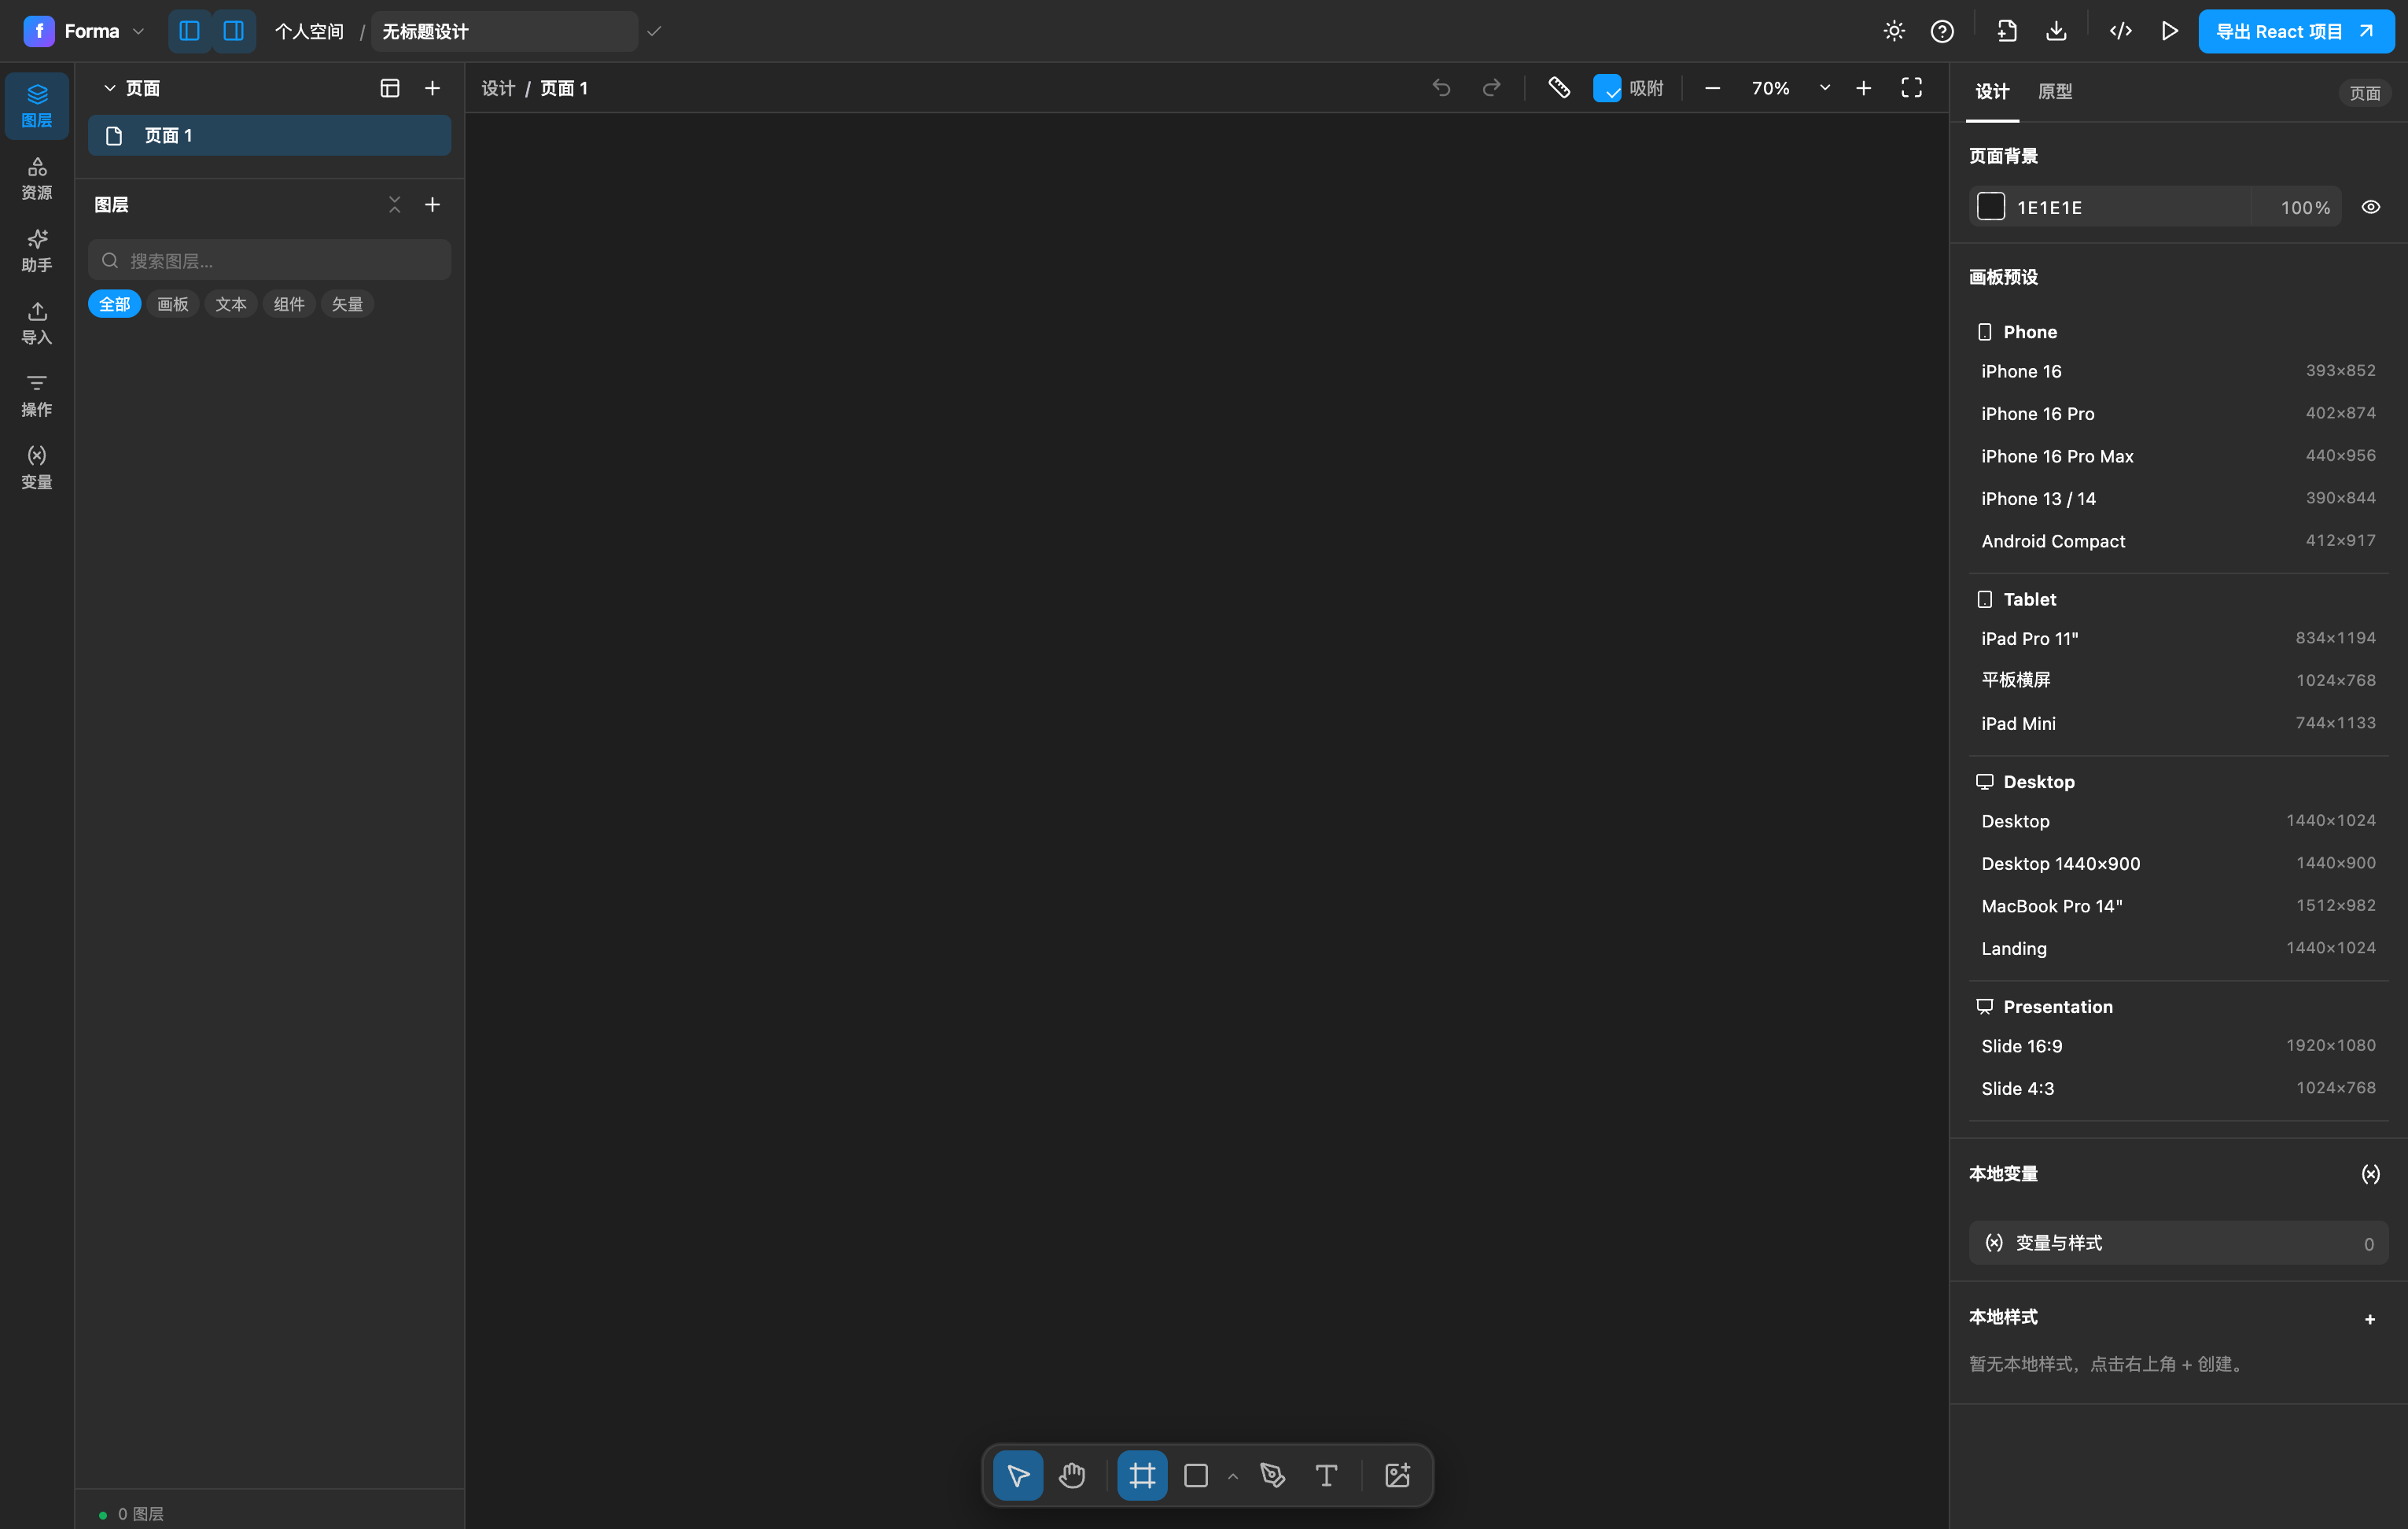 f Forma 个人空间 / 无标题设计 导出 React 项目
图层
资源
助手
导入
操作
变量
页面
页面 1
图层
搜索图层...
全部 画板 文本 组件 矢量
0 图层
设计 / 页面 1 吸附 70%
设计 原型 页面
页面背景
1E1E1E 100%
画板预设
Phone
iPhone 16 393×852
iPhone 16 Pro 402×874
iPhone 16 Pro Max 440×956
iPhone 13 / 14 390×844
Android Compact 412×917
Tablet
iPad Pro 11" 834×1194
平板横屏 1024×768
iPad Mini 744×1133
Desktop
Desktop 1440×1024
Desktop 1440×900 1440×900
MacBook Pro 14" 1512×982
Landing 1440×1024
Presentation
Slide 16:9 1920×1080
Slide 4:3 1024×768
本地变量
变量与样式 0
本地样式
暂无本地样式，点击右上角 + 创建。